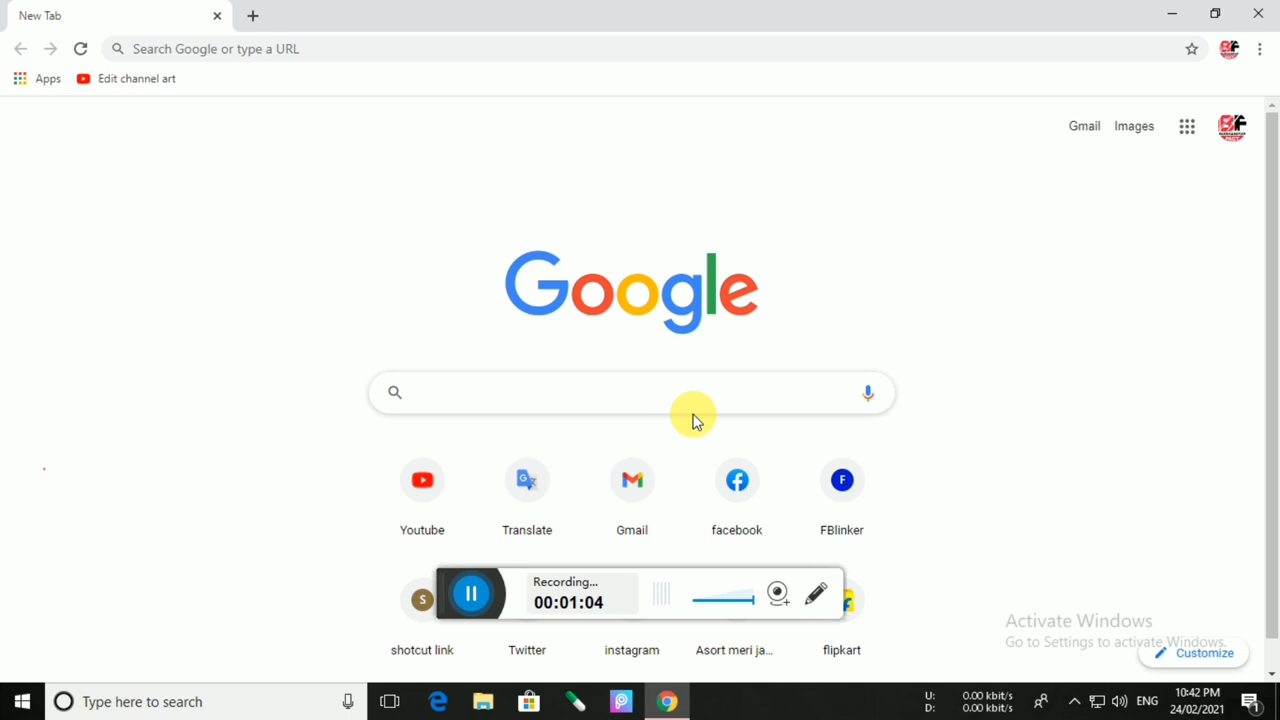 New Tab
Search Google or type a URL
Apps
Edit channel art
Gmail Images
Google
Youtube
Translate
Gmail
facebook
F
FBlinker
S
Recording...
00:01:04
shotcut link
Twitter
instagram
Asort meri ja...
flipkart
Activate Windows
Go to Settings to activate Windows.
Customize
Type here to search
U: 0.00 kbit/s
D: 0.00 kbit/s
ENG
10:42 PM
24/02/2021
1